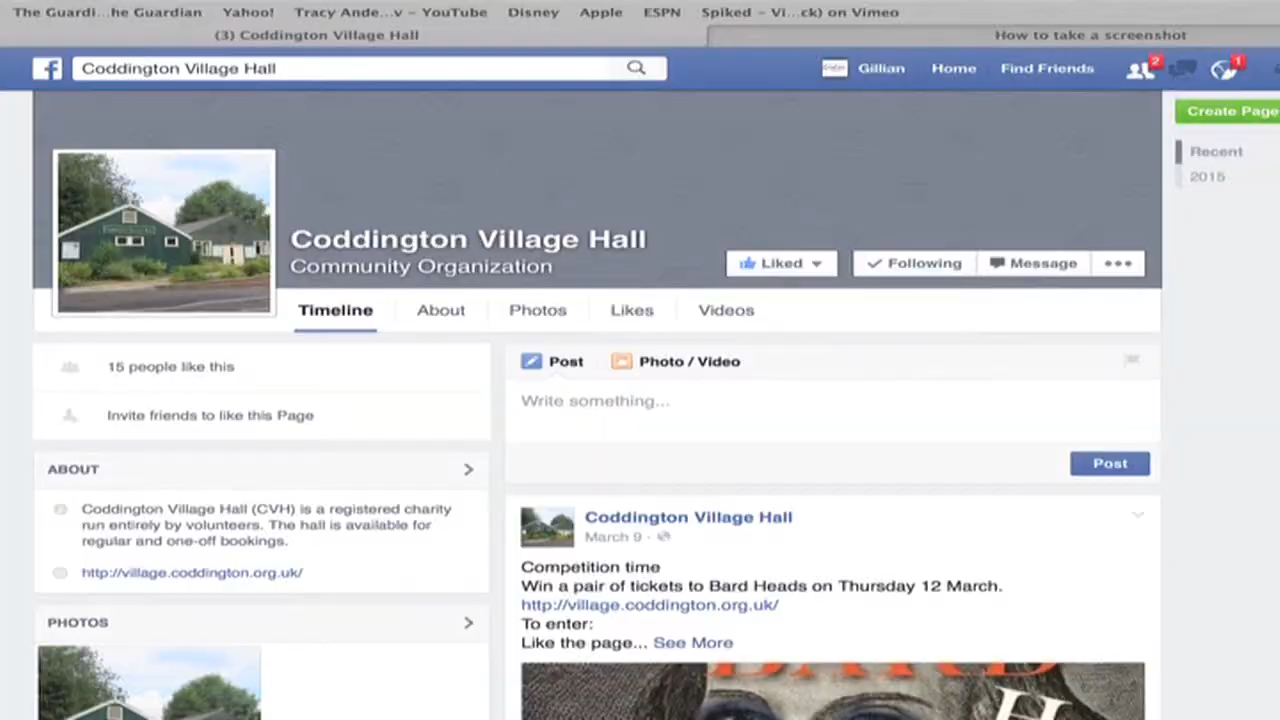 The Guardi...he Guardian Yahoo! Tracy Ande...v – YouTube Disney Apple ESPN Spiked – Vi...ck) on Vimeo
(3) Coddington Village Hall How to take a screenshot
Coddington Village Hall Gillian Home Find Friends 2 1
Create Page
Recent
2015
Coddington Village Hall
Community Organization
Liked Following Message
Timeline About Photos Likes Videos
15 people like this
Invite friends to like this Page
ABOUT
Coddington Village Hall (CVH) is a registered charity
run entirely by volunteers. The hall is available for
regular and one-off bookings.
http://village.coddington.org.uk/
PHOTOS
Post Photo / Video
Write something...
Post
Coddington Village Hall
March 9 ·
Competition time
Win a pair of tickets to Bard Heads on Thursday 12 March.
http://village.coddington.org.uk/
To enter:
Like the page... See More
BARD
H